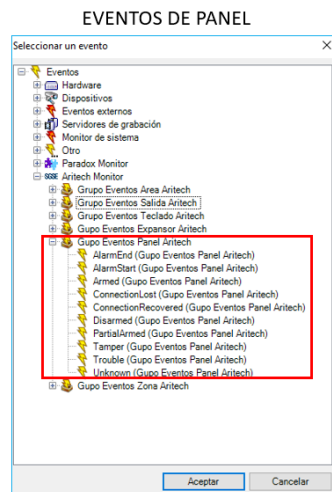 EVENTOS DE PANEL
Seleccionar un evento
Eventos
Hardware
Dispositivos
Eventos externos
Servidores de grabación
Monitor de sistema
Otro
Paradox Monitor
Aritech Monitor
Grupo Eventos Area Aritech
Grupo Eventos Salida Aritech
Grupo Eventos Teclado Aritech
Gupo Eventos Expansor Aritech
Gupo Eventos Panel Aritech
AlarmEnd (Gupo Eventos Panel Aritech)
AlarmStart (Gupo Eventos Panel Aritech)
Armed (Gupo Eventos Panel Aritech)
ConnectionLost (Gupo Eventos Panel Aritech)
ConnectionRecovered (Gupo Eventos Panel Aritech)
Disarmed (Gupo Eventos Panel Aritech)
PartialArmed (Gupo Eventos Panel Aritech)
Tamper (Gupo Eventos Panel Aritech)
Trouble (Gupo Eventos Panel Aritech)
Unknown (Gupo Eventos Panel Aritech)
Gupo Eventos Zona Aritech
Aceptar Cancelar